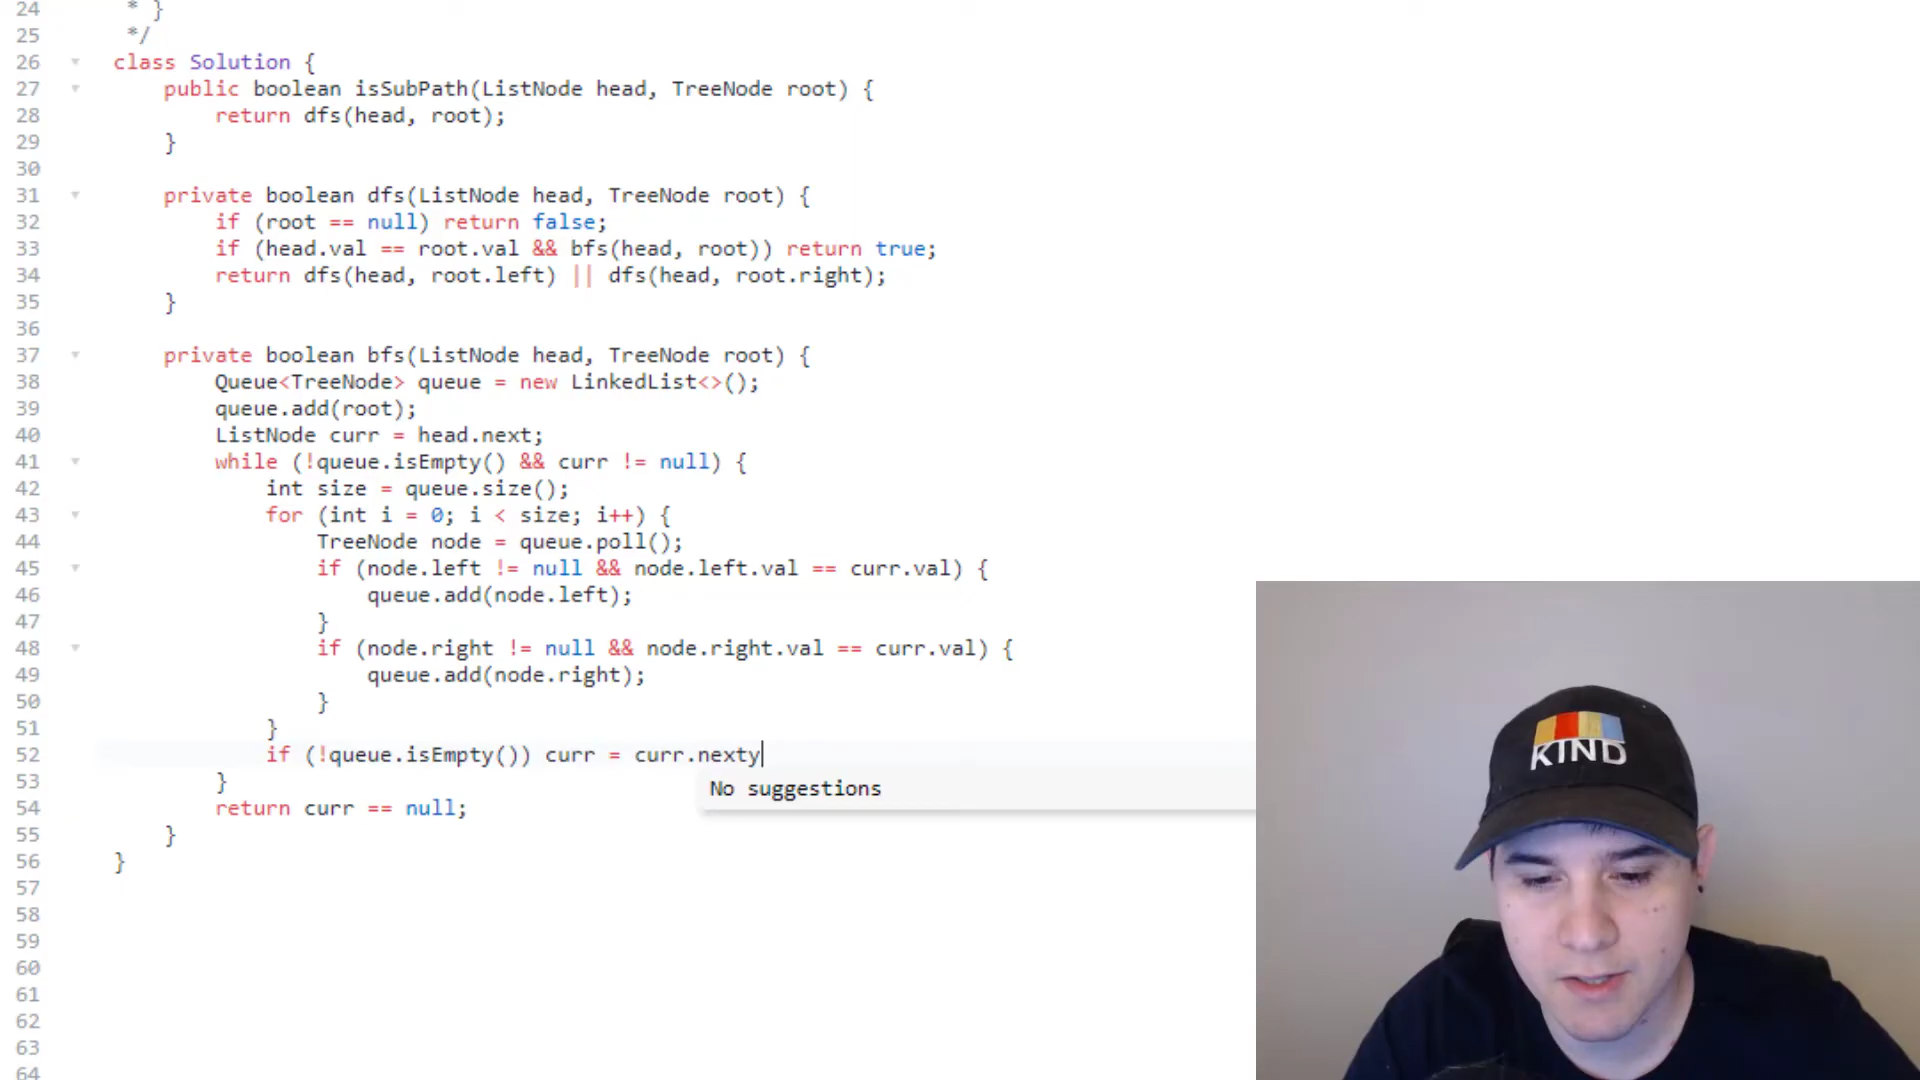 24 * }
25 */
26 class Solution {
27 public boolean isSubPath(ListNode head, TreeNode root) {
28 return dfs(head, root);
29 }
30
31 private boolean dfs(ListNode head, TreeNode root) {
32 if (root == null) return false;
33 if (head.val == root.val && bfs(head, root)) return true;
34 return dfs(head, root.left) || dfs(head, root.right);
35 }
36
37 private boolean bfs(ListNode head, TreeNode root) {
38 Queue<TreeNode> queue = new LinkedList<>();
39 queue.add(root);
40 ListNode curr = head.next;
41 while (!queue.isEmpty() && curr != null) {
42 int size = queue.size();
43 for (int i = 0; i < size; i++) {
44 TreeNode node = queue.poll();
45 if (node.left != null && node.left.val == curr.val) {
46 queue.add(node.left);
47 }
48 if (node.right != null && node.right.val == curr.val) {
49 queue.add(node.right);
50 }
51 }
52 if (!queue.isEmpty()) curr = curr.nexty
53 }
No suggestions
54 return curr == null;
55 }
56 }
57
58
59
60
61
62
63
64
KIND